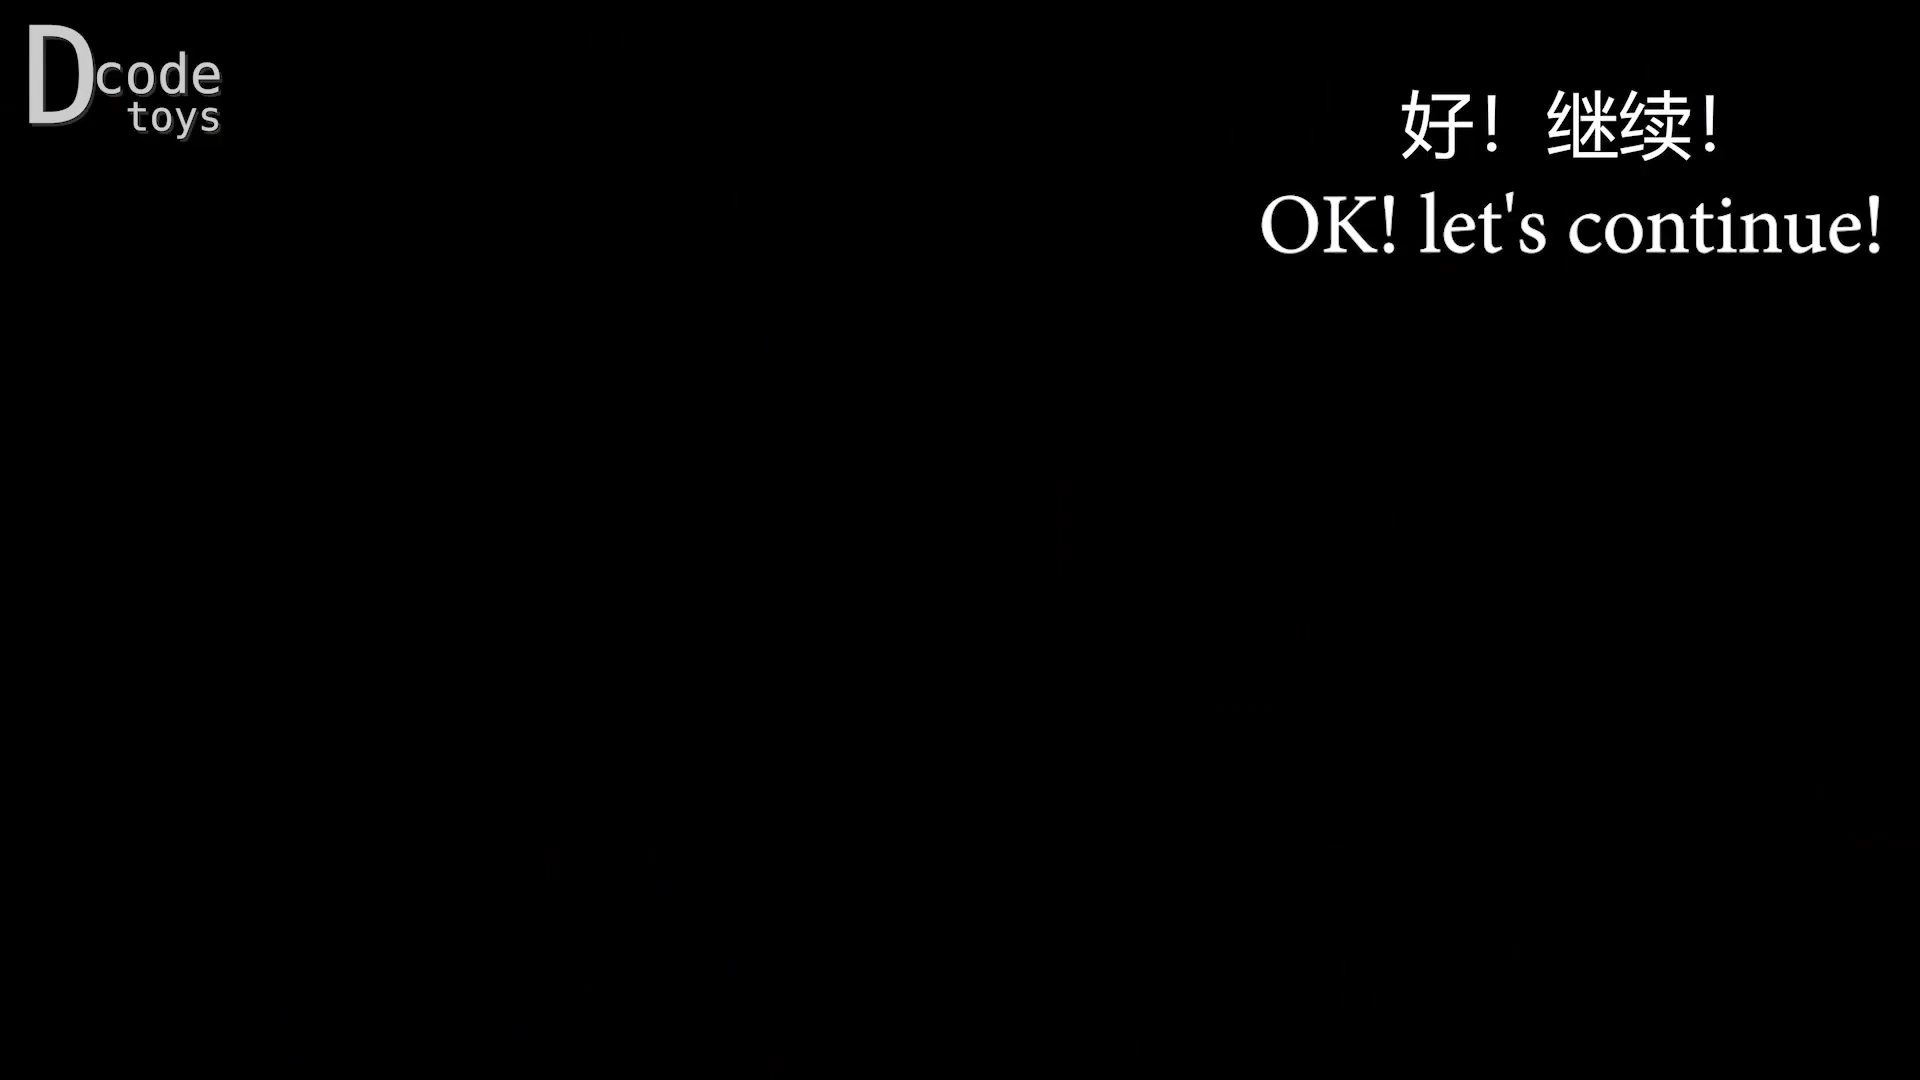 Dcode
toys
好！继续！
OK! let's continue!